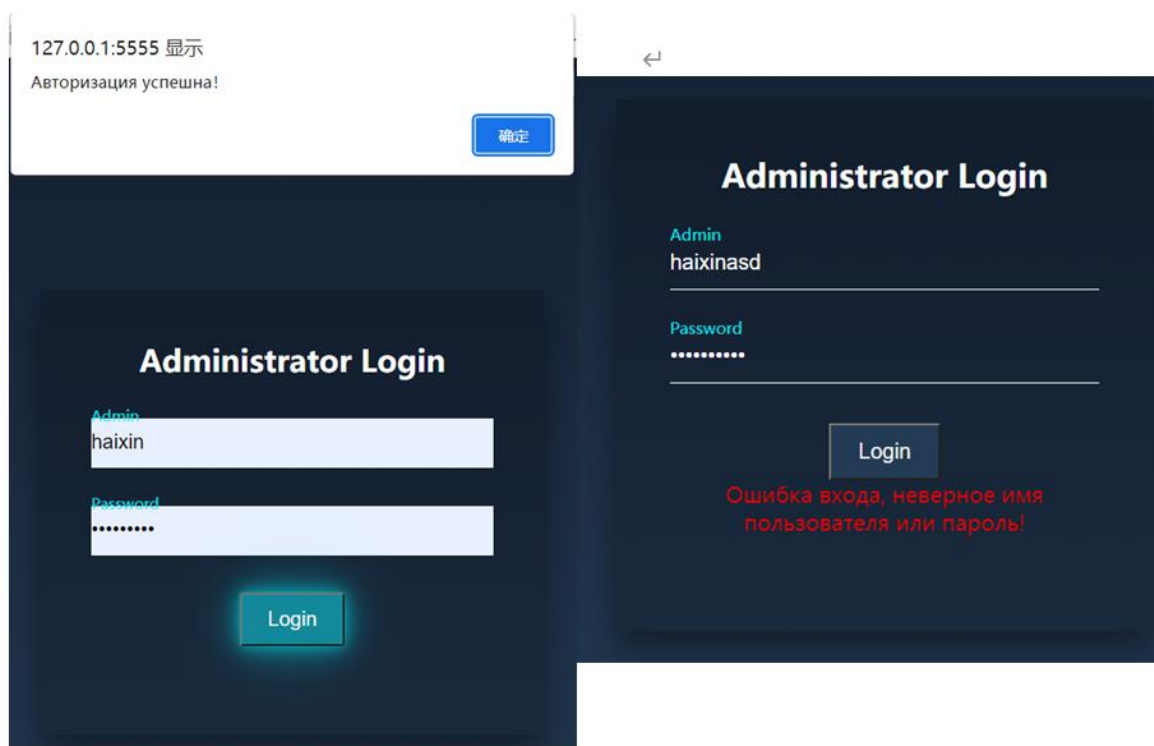 127.0.0.1:5555 显示
Авторизация успешна!
确定
Administrator Login
Admin
haixin
Password
•••••••••
Login
↵
Administrator Login
Admin
haixinasd
Password
••••••••••
Login
Ошибка входа, неверное имя
пользователя или пароль!